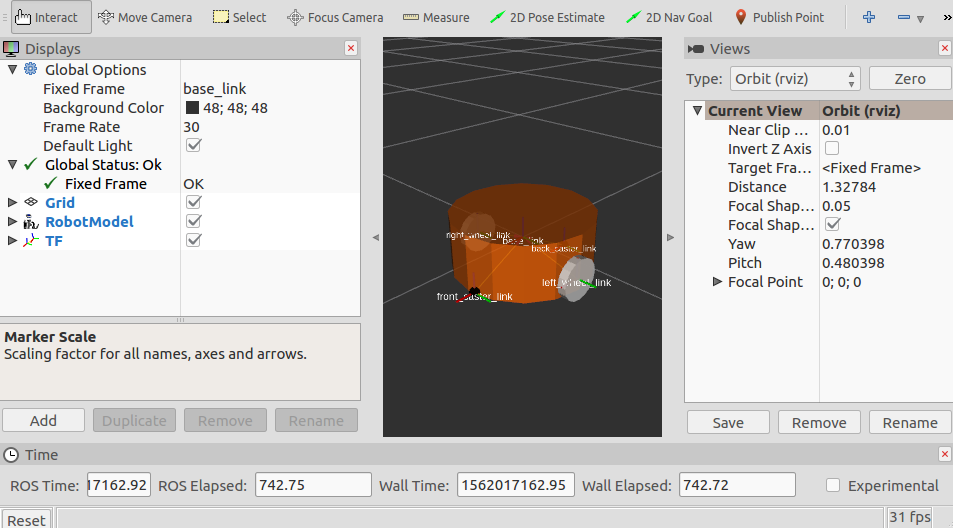 Interact Move Camera Select Focus Camera Measure 2D Pose Estimate 2D Nav Goal Publish Point »
Displays
Global Options
Fixed Frame base_link
Background Color 48; 48; 48
Frame Rate 30
Default Light
Global Status: Ok
Fixed Frame OK
Grid
RobotModel
TF
Marker Scale
Scaling factor for all names, axes and arrows.
Add Duplicate Remove Rename
right_wheel_link
base_link
back_caster_link
left_wheel_link
front_caster_link
Views
Type: Orbit (rviz) Zero
Current View Orbit (rviz)
Near Clip ... 0.01
Invert Z Axis
Target Fra... <Fixed Frame>
Distance 1.32784
Focal Shap... 0.05
Focal Shap...
Yaw 0.770398
Pitch 0.480398
Focal Point 0; 0; 0
Save Remove Rename
Time
ROS Time: 17162.92 ROS Elapsed: 742.75 Wall Time: 1562017162.95 Wall Elapsed: 742.72 Experimental
Reset 31 fps